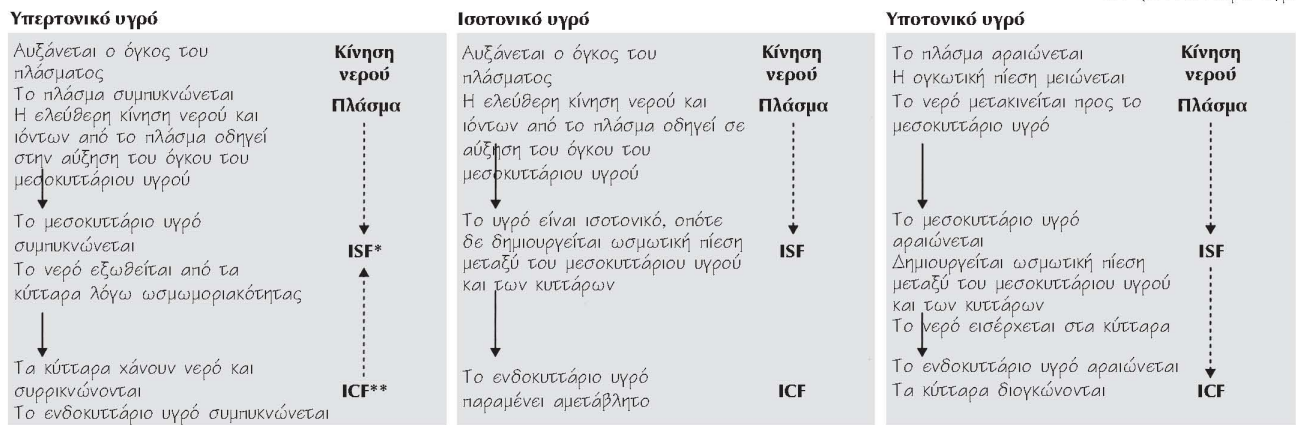 Υπερτονικό υγρό
Αυξάνεται ο όγκος του
πλάσματος
Το πλάσμα συμπυκνώνεται
Η ελεύθερη κίνηση νερού και
ιόντων από το πλάσμα οδηγεί
στην αύξηση του όγκου του
μεσοκυττάριου υγρού
Το μεσοκυττάριο υγρό
συμπυκνώνεται
Το νερό εξωθείται από τα
κύτταρα λόγω ωσμωμοριακότητας
Τα κύτταρα χάνουν νερό και
συρρικνώνονται
Το ενδοκυττάριο υγρό συμπυκνώνεται
Κίνηση
νερού
Πλάσμα
ISF*
ICF**
Ισοτονικό υγρό
Αυξάνεται ο όγκος του
πλάσματος
Η ελεύθερη κίνηση νερού και
ιόντων από το πλάσμα οδηγεί σε
αύξηση του όγκου του
μεσοκυττάριου υγρού
Το υγρό είναι ισοτονικό, οπότε
δε δημιουργείται ωσμωτική πίεση
μεταξύ του μεσοκυττάριου υγρού
και των κυττάρων
Το ενδοκυττάριο υγρό
παραμένει αμετάβλητο
Κίνηση
νερού
Πλάσμα
ISF
ICF
Υποτονικό υγρό
Το πλάσμα αραιώνεται
Η ογκωτική πίεση μειώνεται
Το νερό μετακινείται προς το
μεσοκυττάριο υγρό
Το μεσοκυττάριο υγρό
αραιώνεται
Δημιουργείται ωσμωτική πίεση
μεταξύ του μεσοκυττάριου υγρού
και των κυττάρων
Το νερό εισέρχεται στα κύτταρα
Το ενδοκυττάριο υγρό αραιώνεται
Τα κύτταρα διογκώνονται
Κίνηση
νερού
Πλάσμα
ISF
ICF